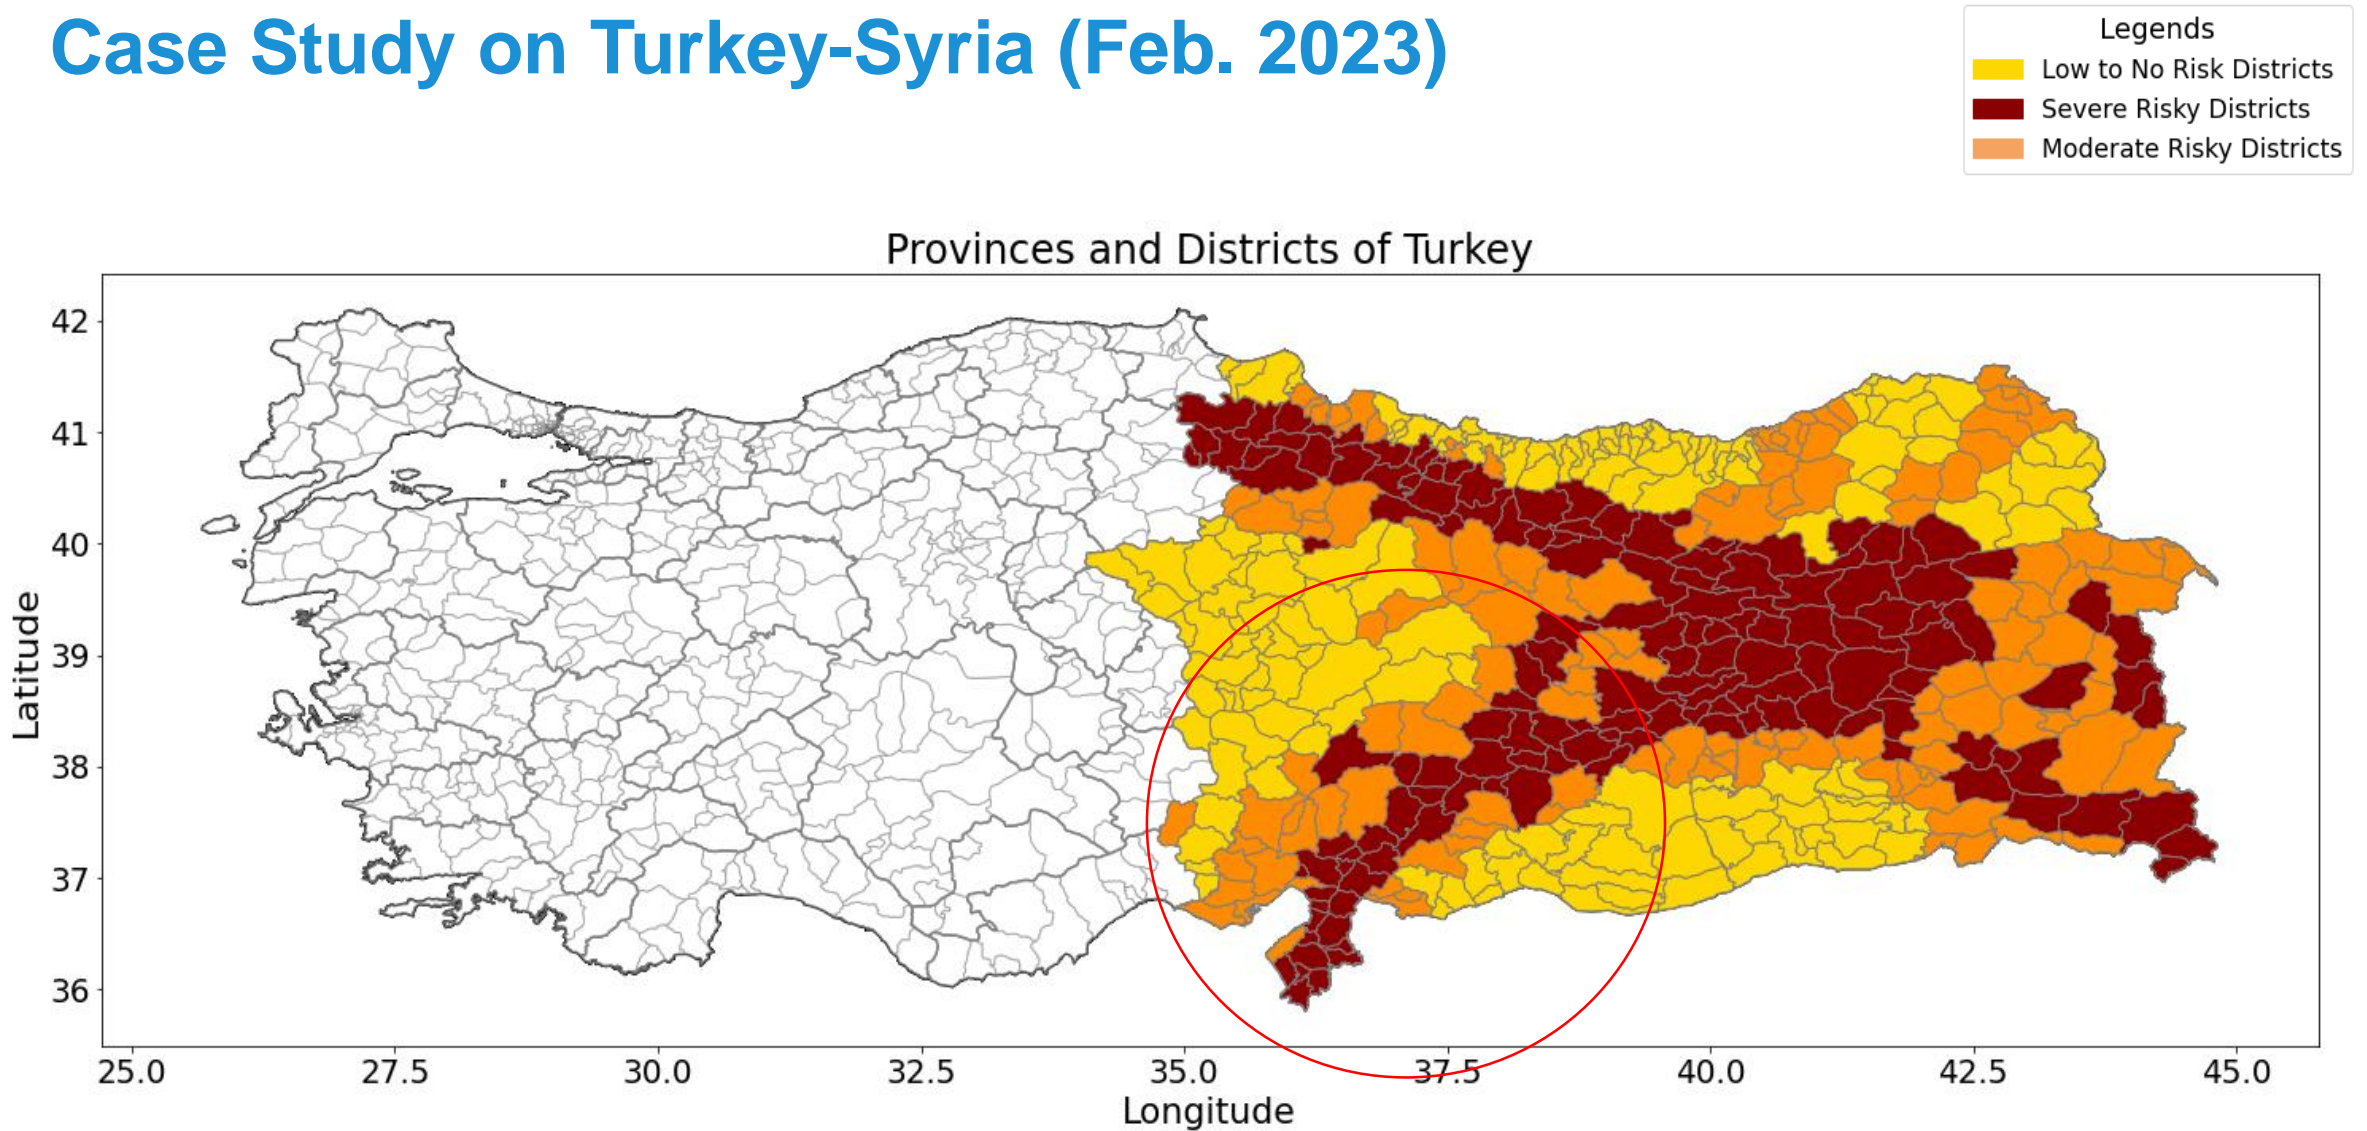 Case Study on Turkey-Syria (Feb. 2023)
Legends
Low to No Risk Districts
Severe Risky Districts
Moderate Risky Districts
Provinces and Districts of Turkey
42
41
40
39
38
37
36
Latitude
25.0 27.5 30.0 32.5 35.0 37.5 40.0 42.5 45.0
Longitude